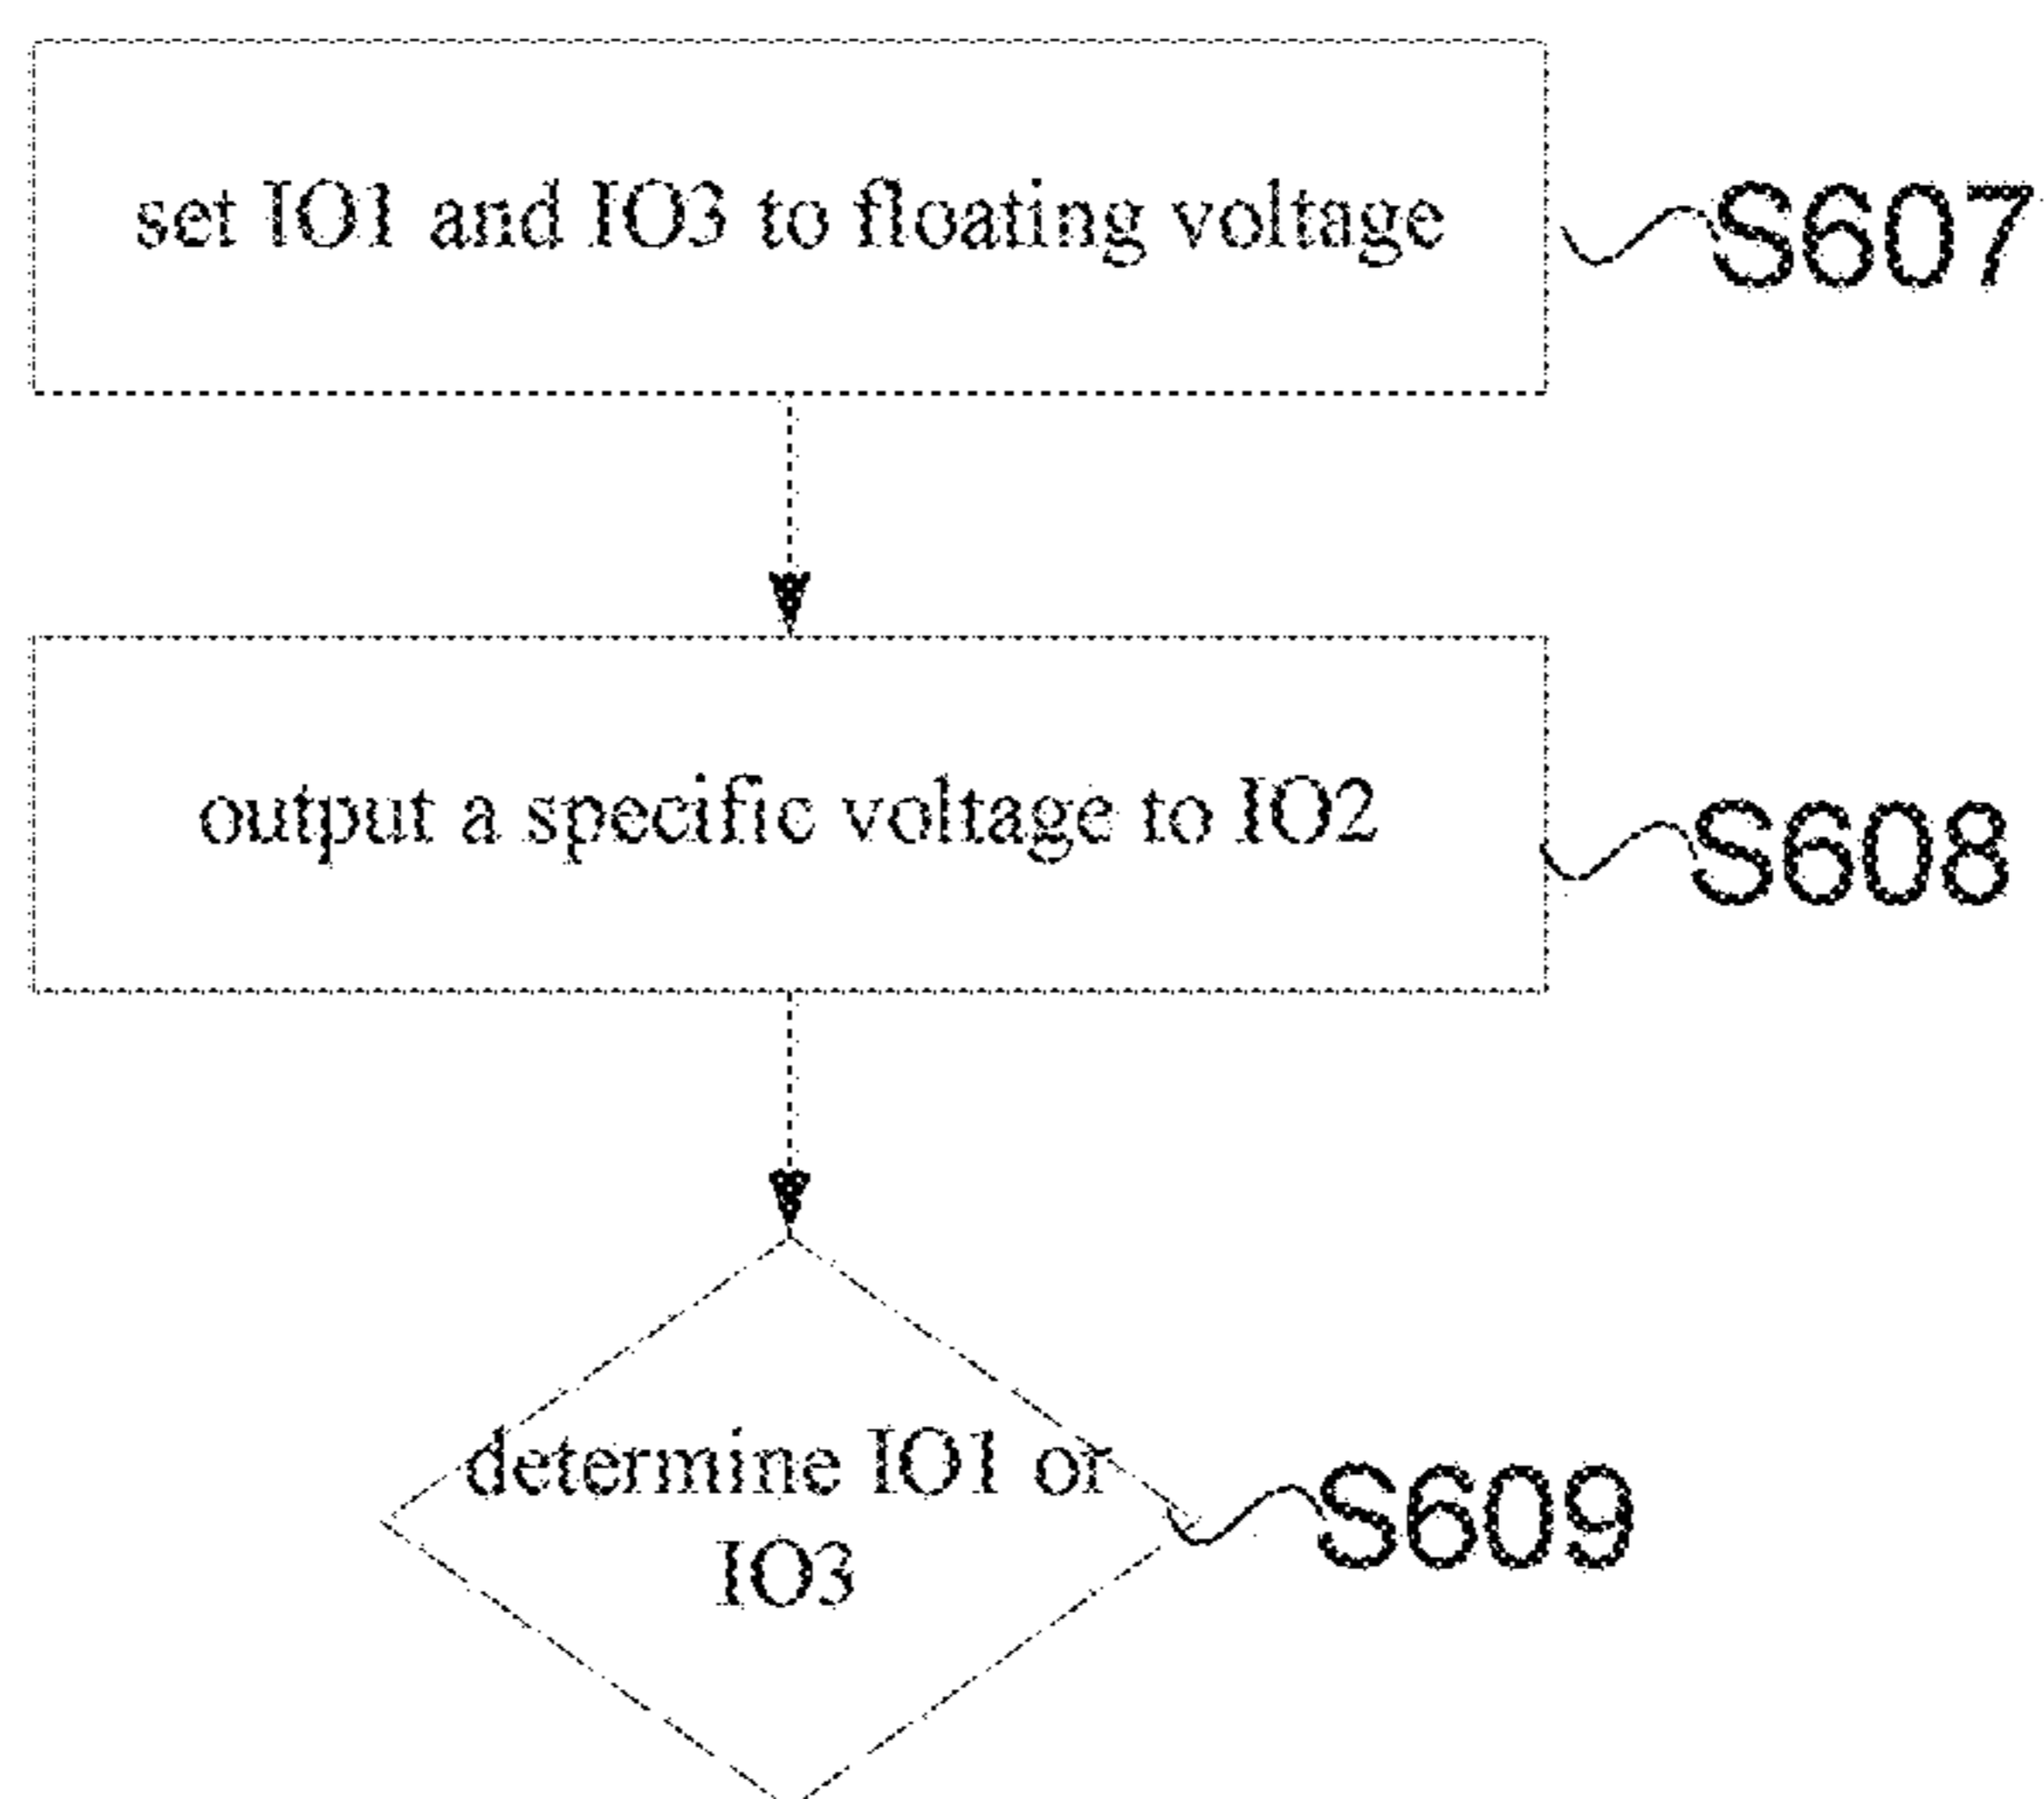 set IO1 and IO3 to floating voltage
S607
output a specific voltage to IO2
S608
determine IO1 or
IO3
S609